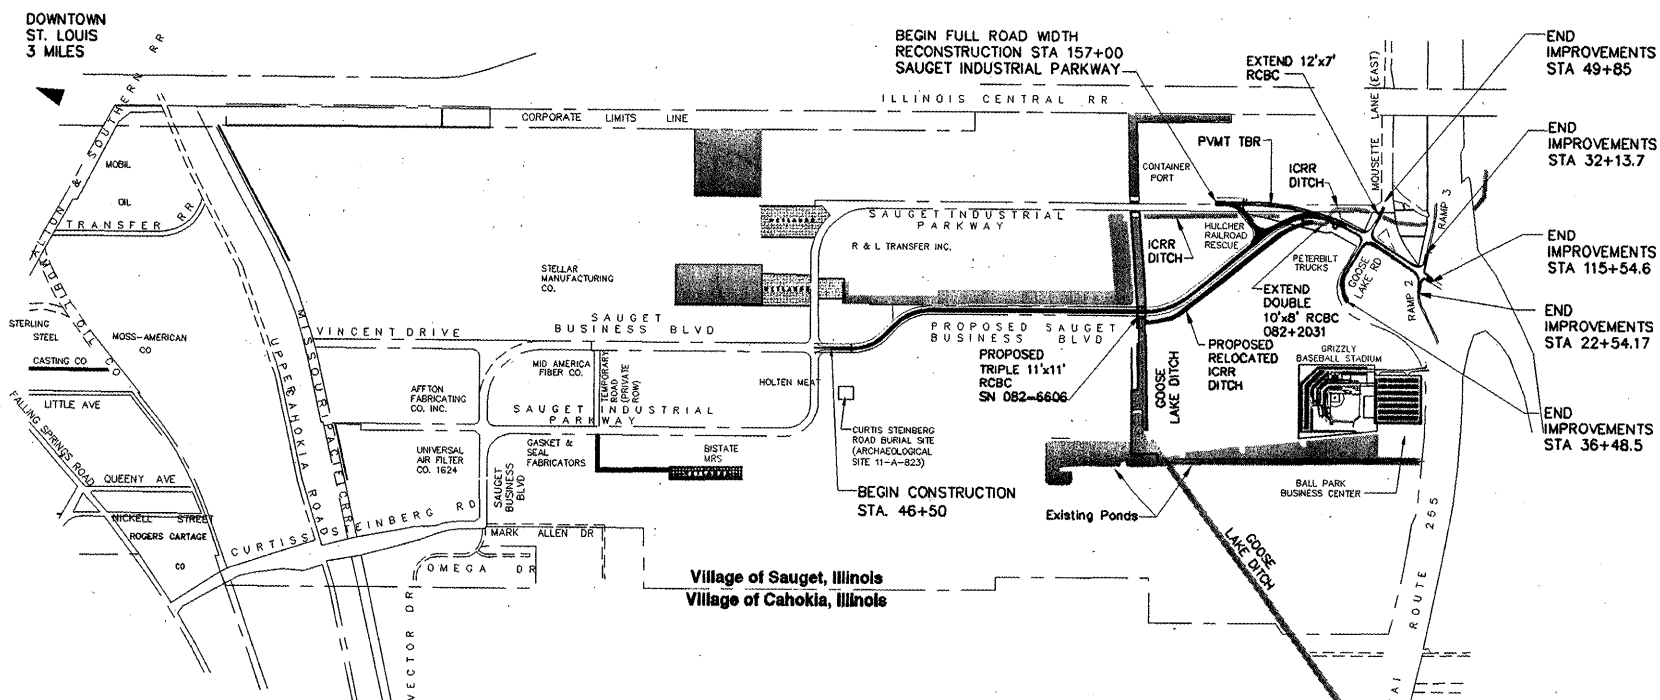 DOWNTOWN
ST. LOUIS
3 MILES
ALTON & SOUTHERN RR
BEGIN FULL ROAD WIDTH
RECONSTRUCTION STA 157+00
SAUGET INDUSTRIAL PARKWAY
EXTEND 12'x7'
RCBC
MOUSETTE LANE (EAST)
END
IMPROVEMENTS
STA 49+85
ILLINOIS CENTRAL RR
CORPORATE LIMITS LINE
END
IMPROVEMENTS
STA 32+13.7
PVMT TBR
ICRR
DITCH
CONTAINER
PORT
MOBIL
OIL
TRANSFER RR
SAUGET INDUSTRIAL
PARKWAY
R & L TRANSFER INC.
HULCHER
RAILROAD
RESCUE
ICRR
DITCH
RAMP 3
END
IMPROVEMENTS
STA 115+54.6
PETERBILT
TRUCKS
GOOSE
LAKE RD
RAMP 2
STELLAR
MANUFACTURING
CO.
WETLANDS
WETLANDS
EXTEND
DOUBLE
10'x8' RCBC
082+2031
END
IMPROVEMENTS
STA 22+54.17
MISSOURI PACIFIC RR
UPPER CAHOKIA ROAD
MOBIL
STERLING
STEEL
CASTING CO
MOSS-AMERICAN
CO
VINCENT DRIVE
SAUGET
BUSINESS BLVD
PROPOSED SAUGET
BUSINESS BLVD
PROPOSED
TRIPLE 11'x11'
RCBC
SN 082-6606
PROPOSED
RELOCATED
ICRR
DITCH
GOOSE
LAKE DITCH
GRIZZLY
BASEBALL STADIUM
MID AMERICA
FIBER CO.
TEMPORARY
ROAD
(PRIVATE
ROW)
HOLTEN MEAT
AFFTON
FABRICATING
CO. INC.
LITTLE AVE
FALLING SPRINGS ROAD
SAUGET INDUSTRIAL
PARKWAY
END
IMPROVEMENTS
STA 36+48.5
CURTIS STEINBERG
ROAD BURIAL SITE
(ARCHAEOLOGICAL
SITE 11-A-823)
UNIVERSAL
AIR FILTER
CO. 1624
GASKET &
SEAL
FABRICATORS
BISTATE
MRS
SAUGET
BUSINESS
BLVD
QUEENY AVE
BALL PARK
BUSINESS CENTER
BEGIN CONSTRUCTION
STA. 46+50
Existing Ponds
NICKELL STREET
ROGERS CARTAGE
CO
CURTISS STEINBERG RD
MARK ALLEN DR
OMEGA DR
GOOSE
LAKE DITCH
Village of Sauget, Illinois
Village of Cahokia, Illinois
VECTOR DR
FAI ROUTE 255